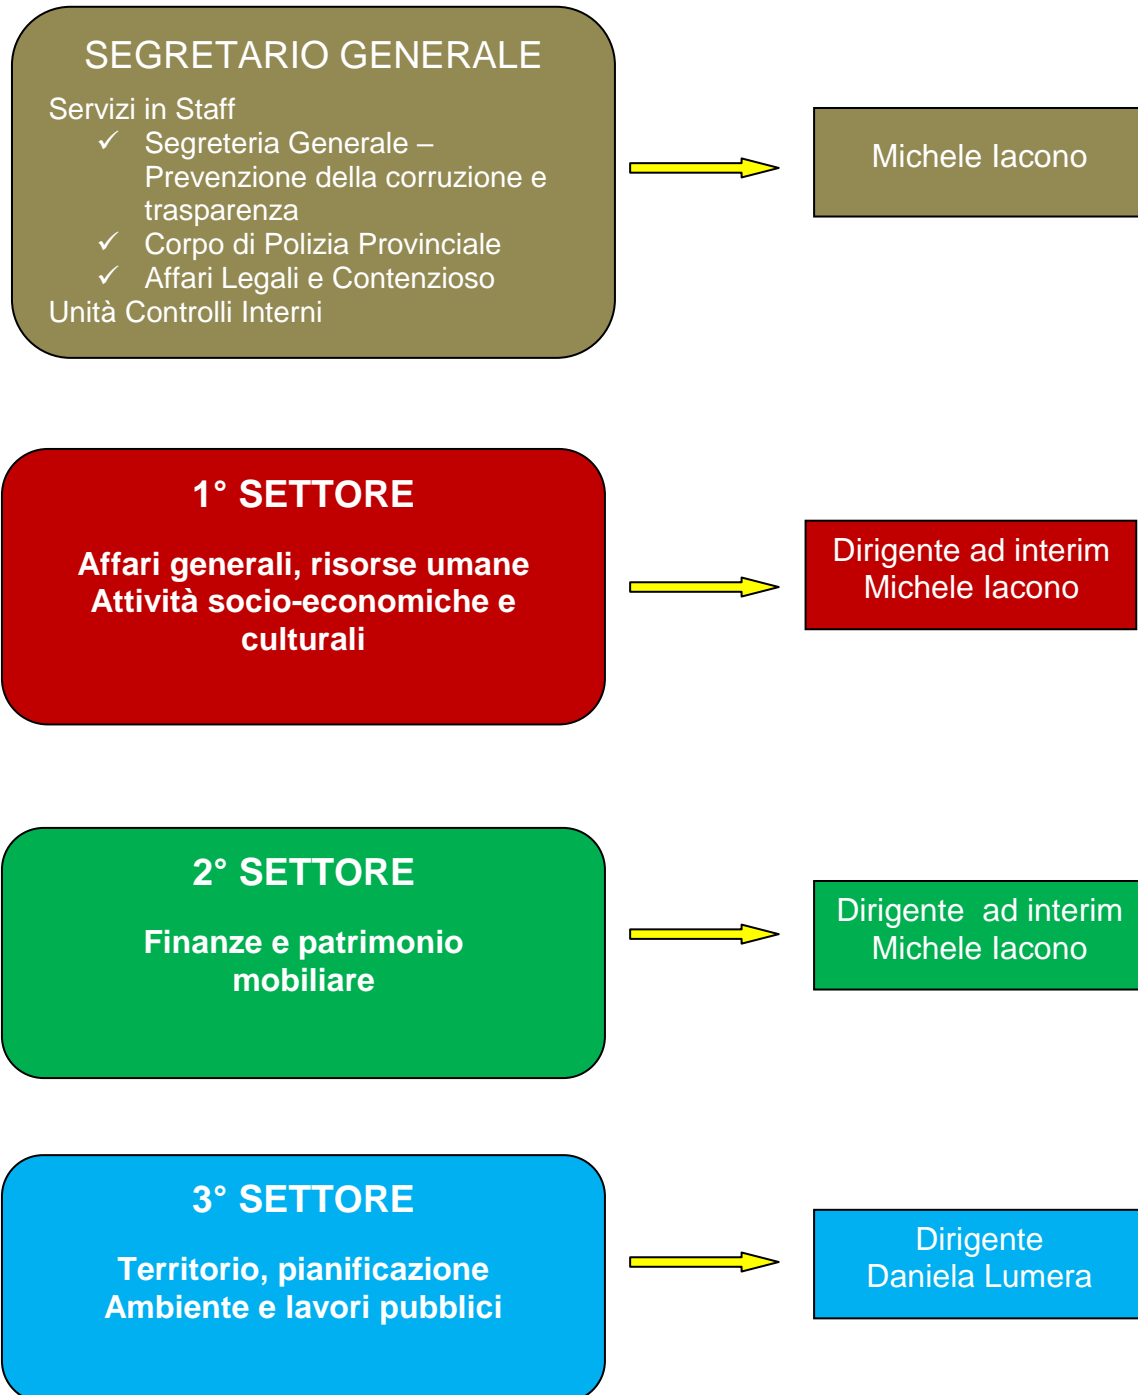 SEGRETARIO GENERALE
Servizi in Staff
✓ Segreteria Generale –
Prevenzione della corruzione e
trasparenza
✓ Corpo di Polizia Provinciale
✓ Affari Legali e Contenzioso
Unità Controlli Interni
Michele Iacono
1° SETTORE
Affari generali, risorse umane
Attività socio-economiche e
culturali
Dirigente ad interim
Michele Iacono
2° SETTORE
Finanze e patrimonio
mobiliare
Dirigente ad interim
Michele Iacono
3° SETTORE
Territorio, pianificazione
Ambiente e lavori pubblici
Dirigente
Daniela Lumera